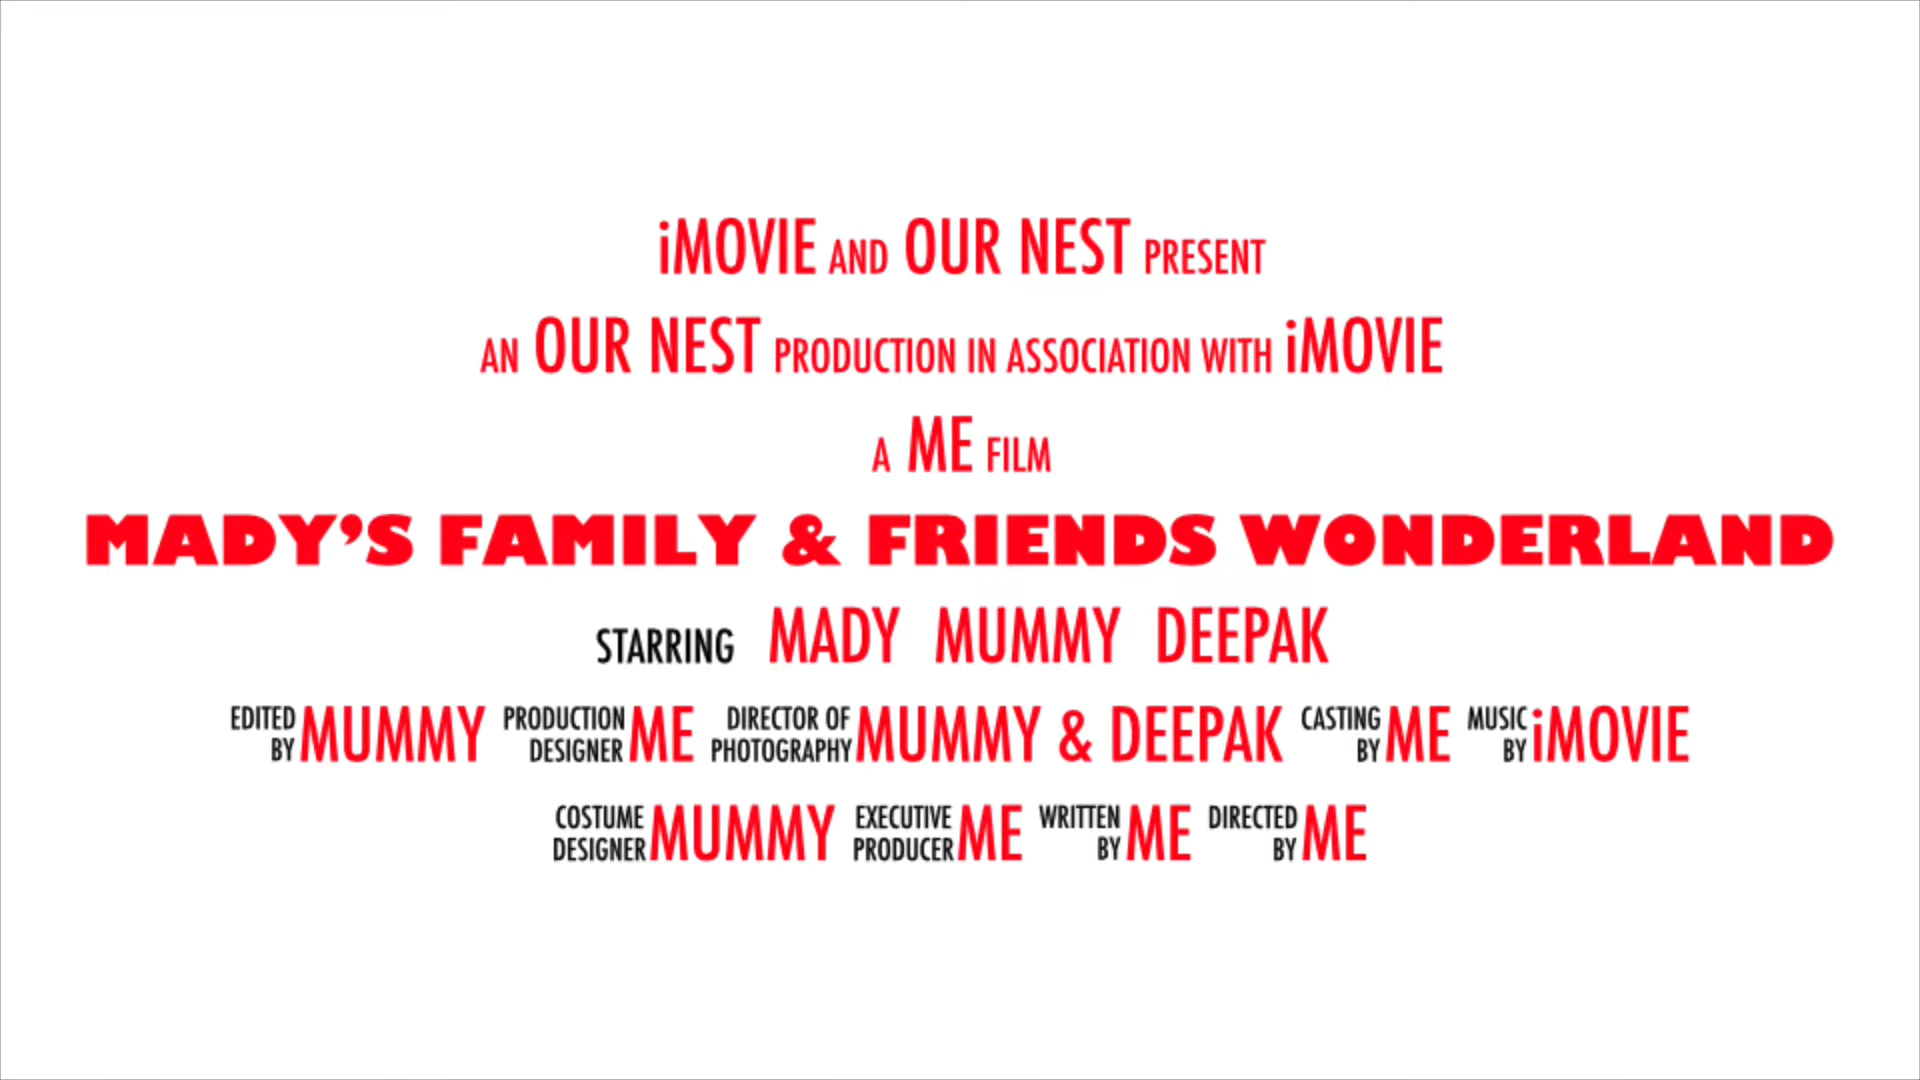 iMOVIE AND OUR NEST PRESENT
AN OUR NEST PRODUCTION IN ASSOCIATION WITH iMOVIE
A ME FILM
MADY’S FAMILY & FRIENDS WONDERLAND
STARRING MADY MUMMY DEEPAK
EDITED BY MUMMY PRODUCTION DESIGNER ME DIRECTOR OF PHOTOGRAPHY MUMMY & DEEPAK CASTING BY ME MUSIC BY iMOVIE
COSTUME DESIGNER MUMMY EXECUTIVE PRODUCER ME WRITTEN BY ME DIRECTED BY ME